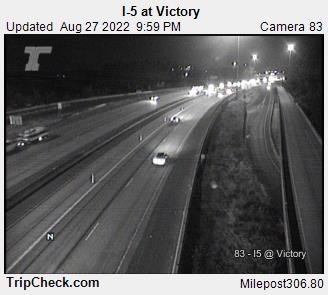 I-5 at Victory
Updated Aug 27 2022 9:59 PM Camera 83
T
N
83 - I5 @ Victory
TripCheck.com Milepost306.80